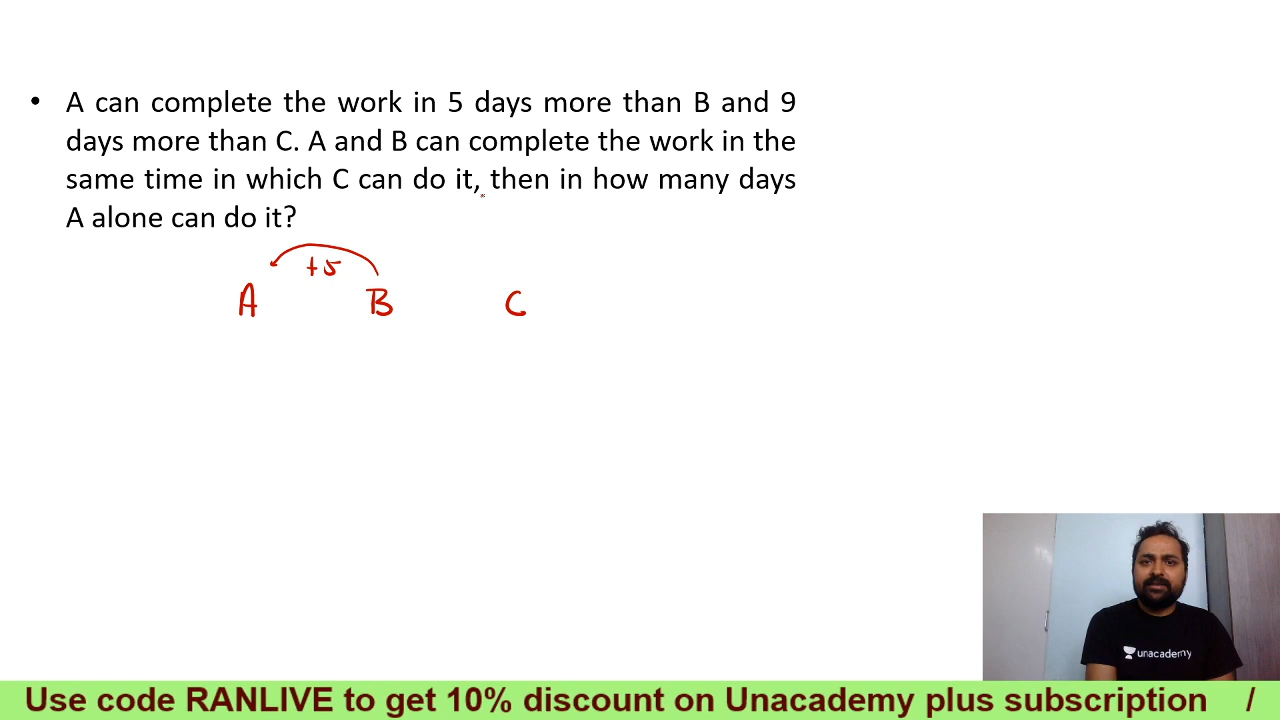 • A can complete the work in 5 days more than B and 9
days more than C. A and B can complete the work in the
same time in which C can do it, then in how many days
A alone can do it?
+5
A B C
unacademy
Use code RANLIVE to get 10% discount on Unacademy plus subscription /